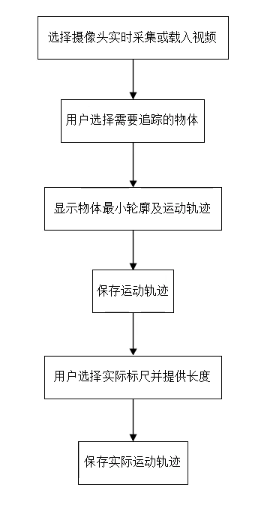 选择摄像头实时采集或载入视频
用户选择需要追踪的物体
显示物体最小轮廓及运动轨迹
保存运动轨迹
用户选择实际标尺并提供长度
保存实际运动轨迹